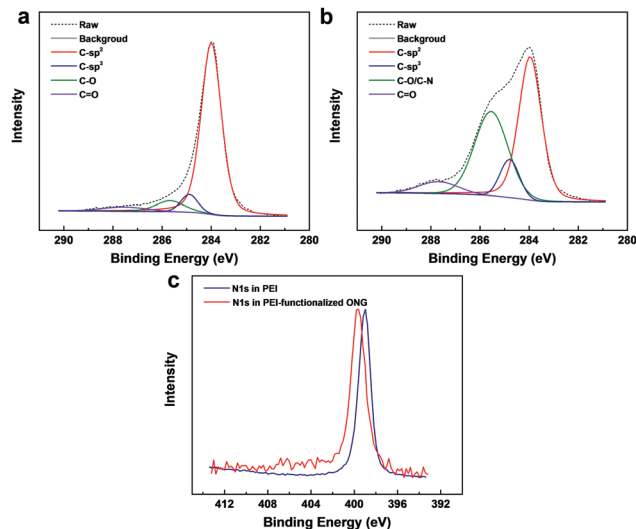 a
Raw
Backgroud
C-sp²
C-sp³
C-O
C=O
Intensity
290 288 286 284 282 280
Binding Energy (eV)
b
Raw
Backgroud
C-sp²
C-sp³
C-O/C-N
C=O
Intensity
290 288 286 284 282 280
Binding Energy (eV)
c
N1s in PEI
N1s in PEI-functionalized ONG
Intensity
412 408 404 400 396 392
Binding Energy (eV)